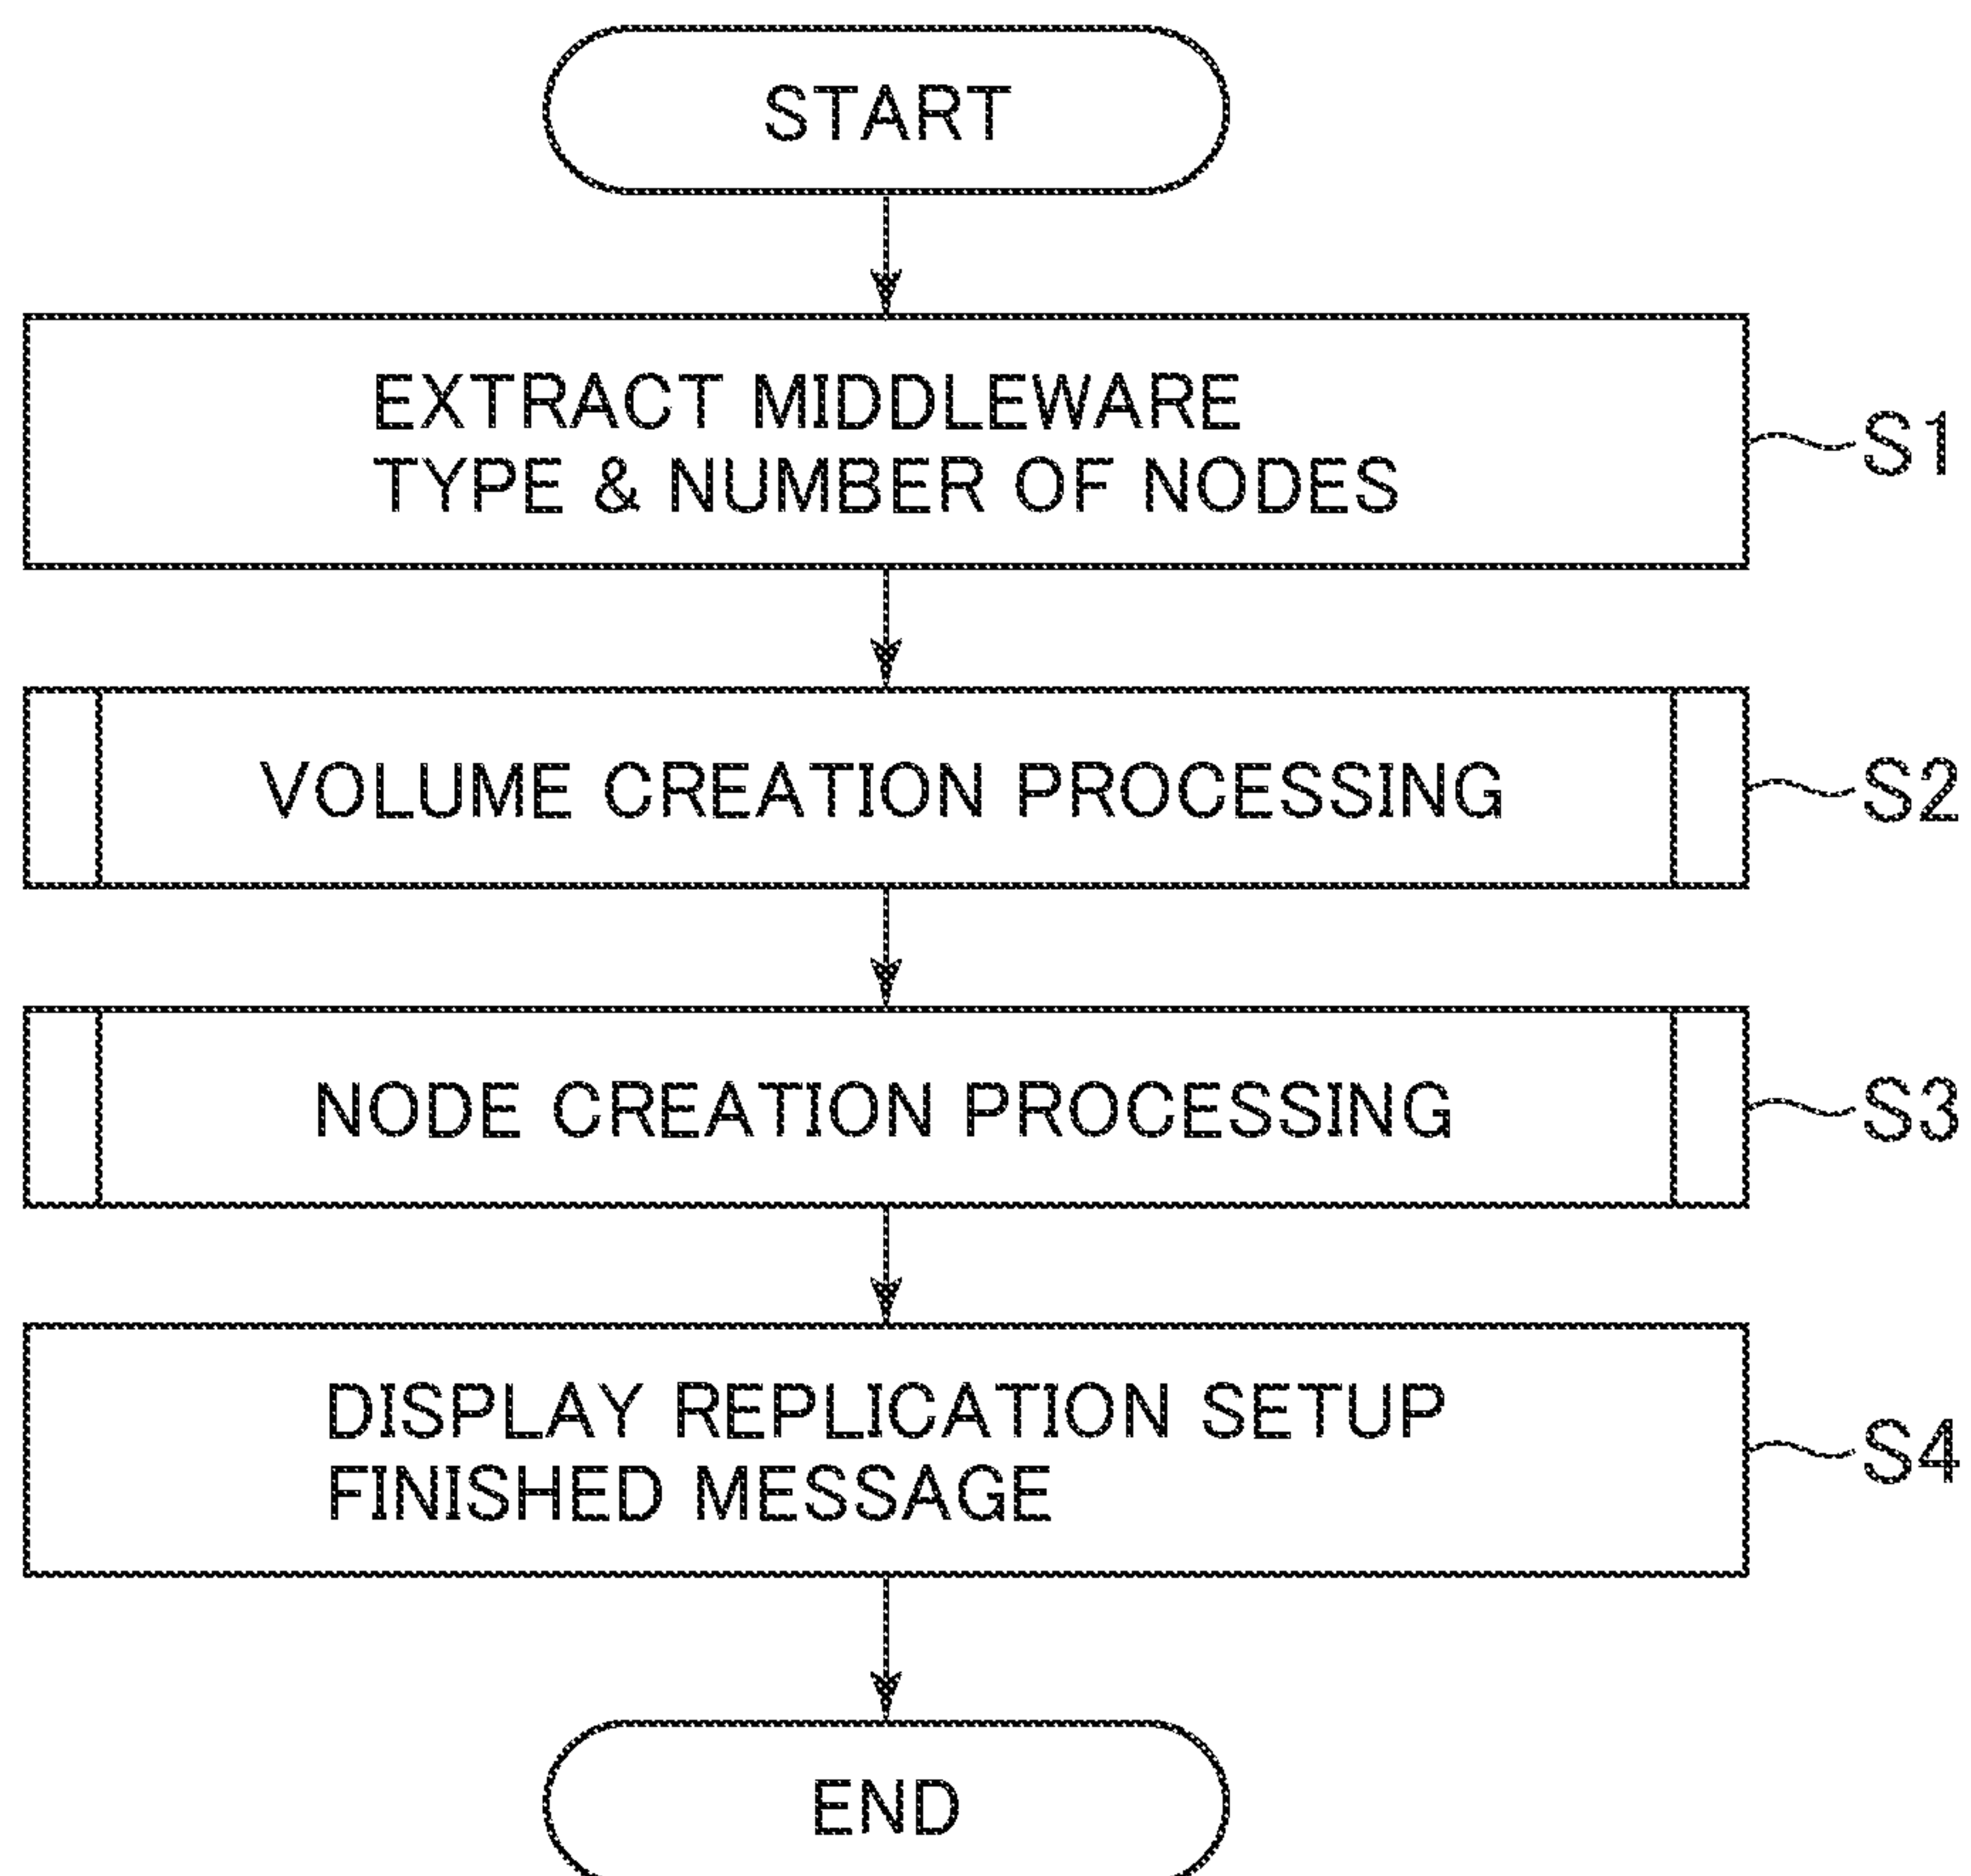 START
EXTRACT MIDDLEWARE
TYPE & NUMBER OF NODES
S1
VOLUME CREATION PROCESSING
S2
NODE CREATION PROCESSING
S3
DISPLAY REPLICATION SETUP
FINISHED MESSAGE
S4
END